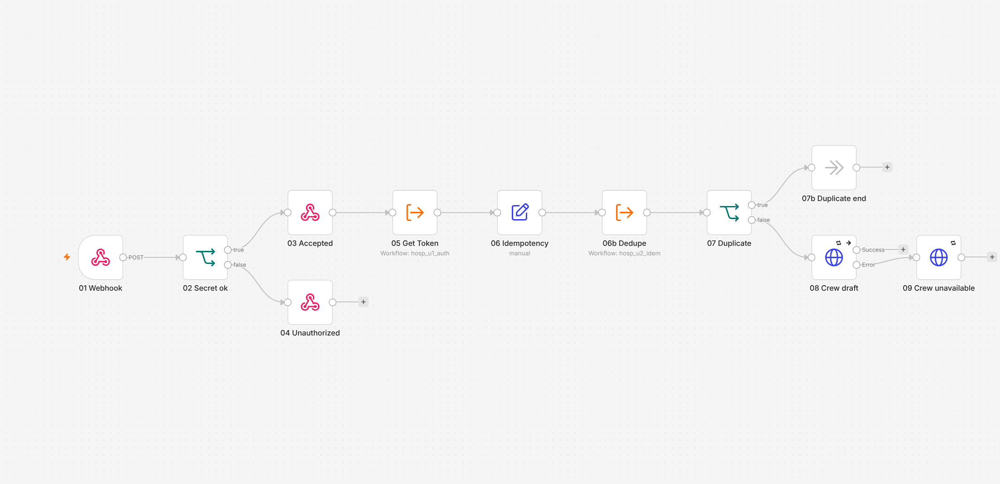 01 Webhook
POST
02 Secret ok
true
false
03 Accepted
04 Unauthorized
+
05 Get Token
Workflow: hosp_u1_auth
06 Idempotency
manual
06b Dedupe
Workflow: hosp_u2_idem
07 Duplicate
true
false
07b Duplicate end
+
08 Crew draft
Success
+
Error
09 Crew unavailable
+